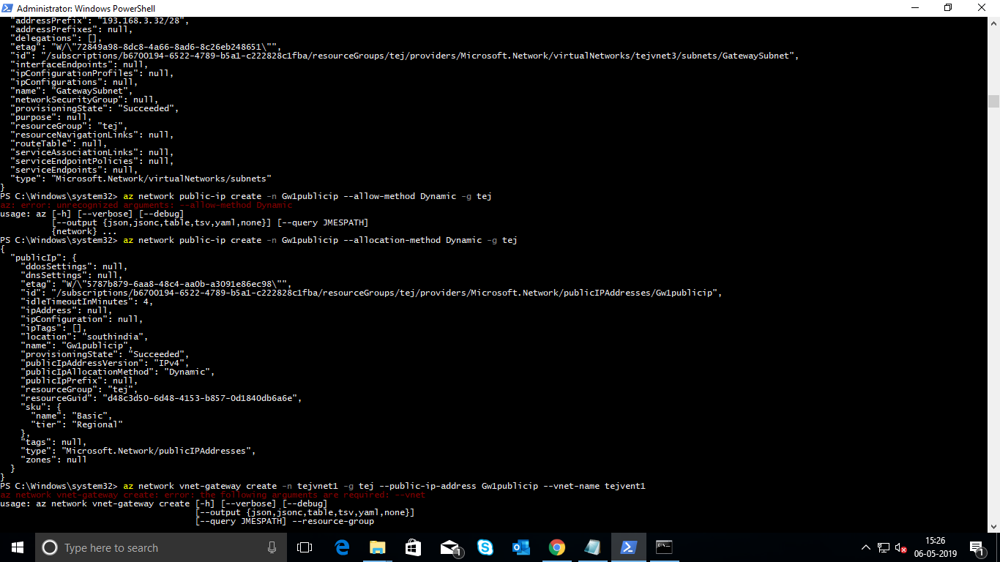 Administrator: Windows PowerShell
"addressPrefix": "193.168.3.32/28",
"addressPrefixes": null,
"delegations": [],
"etag": "W/\"72849a98-8dc8-4a66-8ad6-8c26eb248651\"",
"id": "/subscriptions/b6700194-6522-4789-b5a1-c222828c1fba/resourceGroups/tej/providers/Microsoft.Network/virtualNetworks/tejvnet3/subnets/GatewaySubnet",
"interfaceEndpoints": null,
"ipConfigurationProfiles": null,
"ipConfigurations": null,
"name": "GatewaySubnet",
"networkSecurityGroup": null,
"provisioningState": "Succeeded",
"purpose": null,
"resourceGroup": "tej",
"resourceNavigationLinks": null,
"routeTable": null,
"serviceAssociationLinks": null,
"serviceEndpointPolicies": null,
"serviceEndpoints": null,
"type": "Microsoft.Network/virtualNetworks/subnets"
}
PS C:\Windows\system32> az network public-ip create -n Gw1publicip --allow-method Dynamic -g tej
az: error: unrecognized arguments: --allow-method Dynamic
usage: az [-h] [--verbose] [--debug]
[--output {json,jsonc,table,tsv,yaml,none}] [--query JMESPATH]
{network} ...
PS C:\Windows\system32> az network public-ip create -n Gw1publicip --allocation-method Dynamic -g tej
{
"publicIp": {
"ddosSettings": null,
"dnsSettings": null,
"etag": "W/\"5787b879-6aa8-48c4-aa0b-a3091e86ec98\"",
"id": "/subscriptions/b6700194-6522-4789-b5a1-c222828c1fba/resourceGroups/tej/providers/Microsoft.Network/publicIPAddresses/Gw1publicip",
"idleTimeoutInMinutes": 4,
"ipAddress": null,
"ipConfiguration": null,
"ipTags": [],
"location": "southindia",
"name": "Gw1publicip",
"provisioningState": "Succeeded",
"publicIpAddressVersion": "IPv4",
"publicIpAllocationMethod": "Dynamic",
"publicIpPrefix": null,
"resourceGroup": "tej",
"resourceGuid": "d48c3d50-6d48-4153-b857-0d1840db6a6e",
"sku": {
"name": "Basic",
"tier": "Regional"
},
"tags": null,
"type": "Microsoft.Network/publicIPAddresses",
"zones": null
}
}
PS C:\Windows\system32> az network vnet-gateway create -n tejvnet1 -g tej --public-ip-address Gw1publicip --vnet-name tejvent1
az network vnet-gateway create: error: the following arguments are required: --vnet
usage: az network vnet-gateway create [-h] [--verbose] [--debug]
[--output {json,jsonc,table,tsv,yaml,none}]
[--query JMESPATH] --resource-group
Type here to search
1
15:26
06-05-2019
1